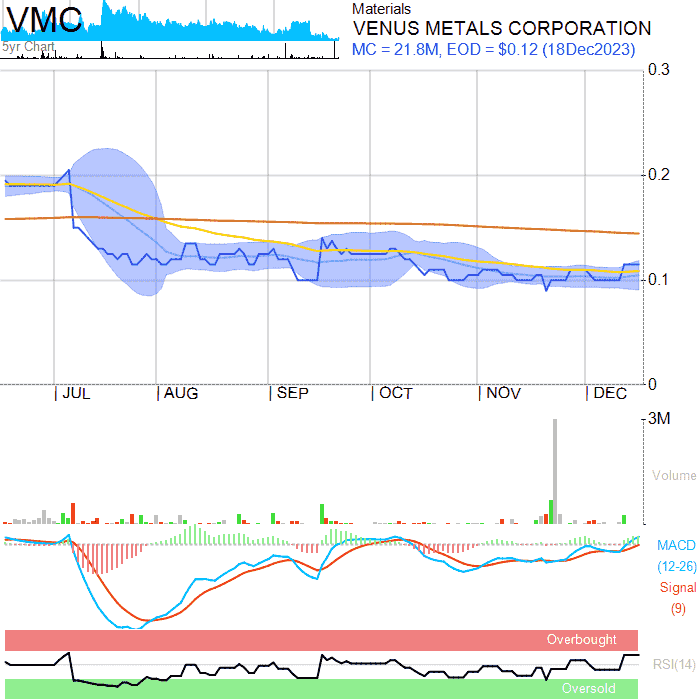 VMC
5yr Chart
Materials
VENUS METALS CORPORATION
MC = 21.8M, EOD = $0.12 (18Dec2023)
0.3
0.2
0.1
0
JUL AUG SEP OCT NOV DEC
3M
Volume
MACD
(12-26)
Signal
(9)
Overbought
RSI(14)
Oversold